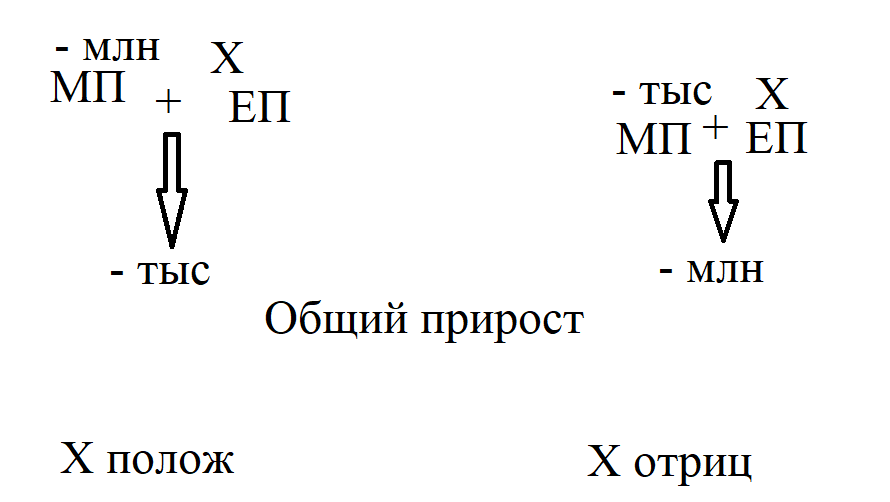 - млн Х
МП + ЕП
- тыс Х
МП + ЕП
- тыс
- млн
Общий прирост
Х полож
Х отриц